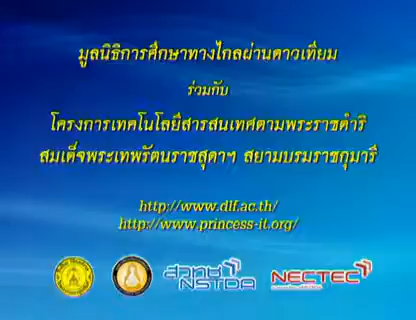 มูลนิธิการศึกษาทางไกลผ่านดาวเทียม
ร่วมกับ
โครงการเทคโนโลยีสารสนเทศตามพระราชดำริ
สมเด็จพระเทพรัตนราชสุดาฯ สยามบรมราชกุมารี
http://www.dlf.ac.th/
http://www.princess-it.org/
สวทช
NSTDA
NECTEC